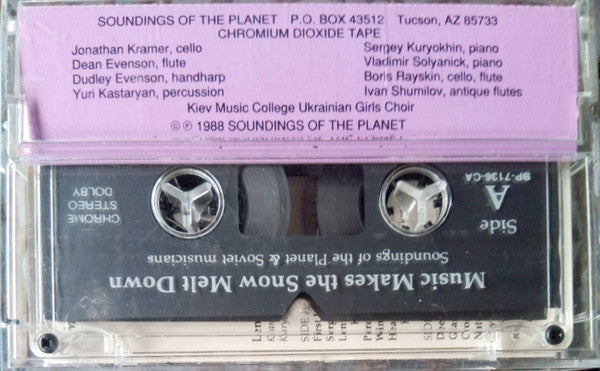 SOUNDINGS OF THE PLANET P.O. BOX 43512 Tucson, AZ 85733
CHROMIUM DIOXIDE TAPE
Jonathan Kramer, cello
Dean Evenson, flute
Dudley Evenson, handharp
Yuri Kastaryan, percussion
Sergey Kuryokhin, piano
Vladimir Solyanick, piano
Boris Rayskin, cello, flute
Ivan Shumilov, antique flutes
Kiev Music College Ukrainian Girls Choir
© ℗ 1988 SOUNDINGS OF THE PLANET
Music Makes the Snow Melt Down
Soundings of the Planet & Soviet musicians
Side
A
SP-7136-CA
CHROME
STEREO
DOLBY